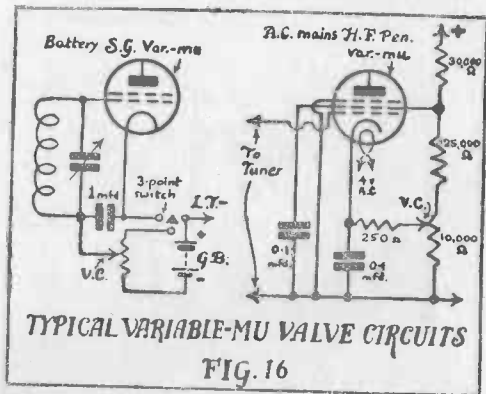 Battery S.G. Var.-mu
1 mfd
3-point
switch
L.T.-
+
G.B.
-
V.C.
A.C. mains H.F. Pen.
Var.-mu
+
30,000
Ω
25,000
Ω
To
Tuner
4 v
A.C.
V.C.
250 Ω
10,000
Ω
0.1
mfd.
0.1
mfd.
TYPICAL VARIABLE-MU VALVE CIRCUITS
FIG. 16